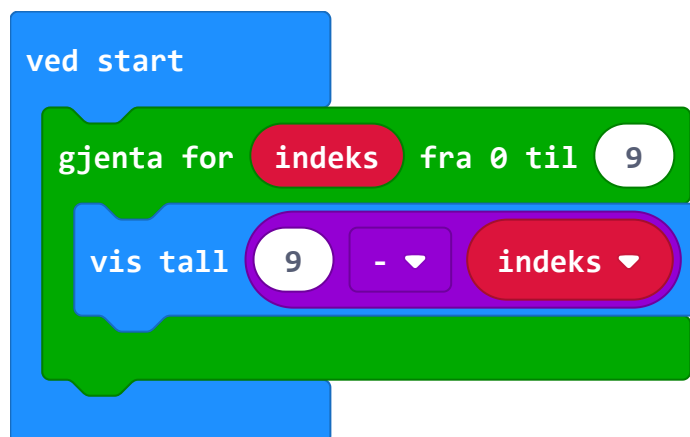 ved start
gjenta for indeks fra 0 til 9
vis tall 9 - indeks